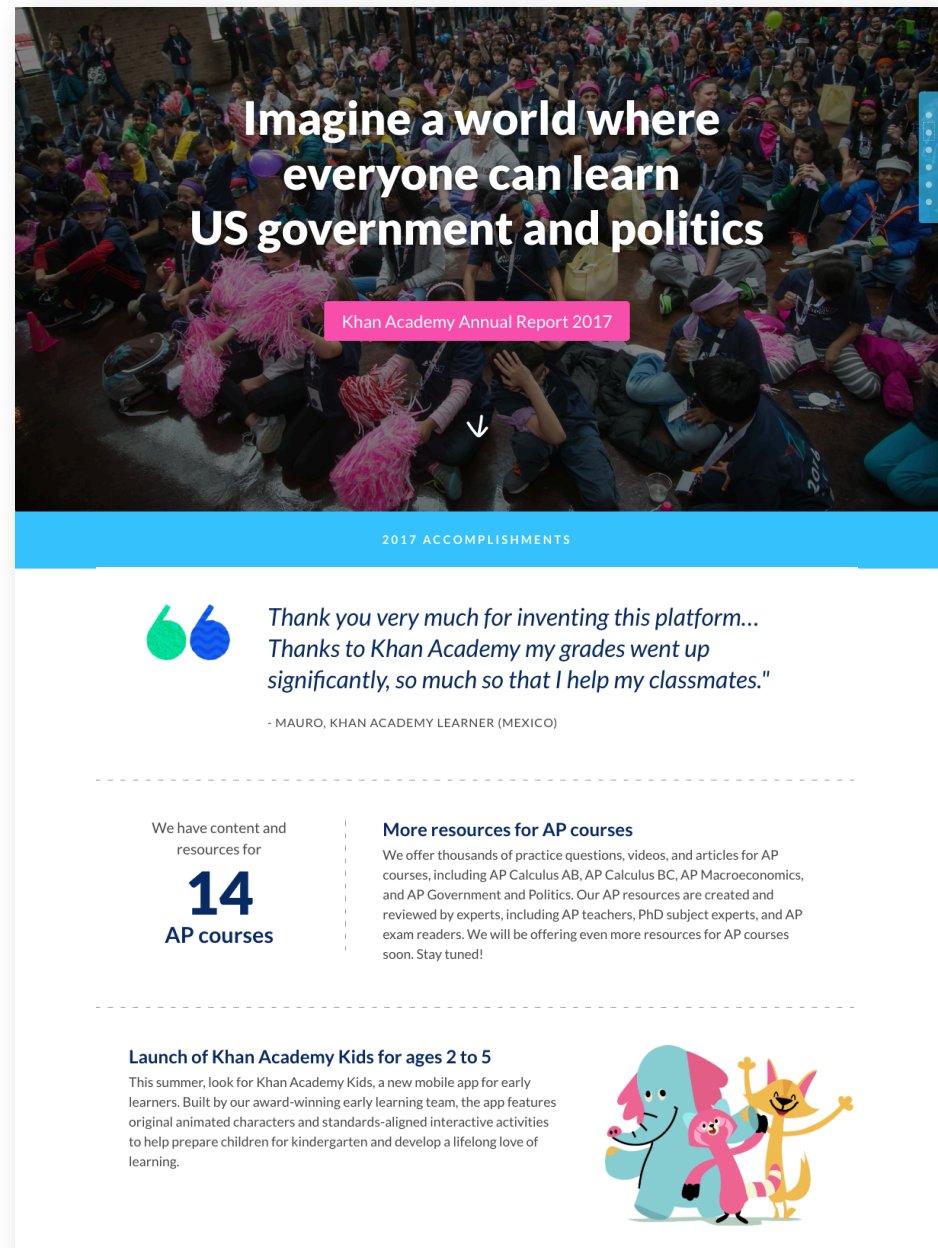 Imagine a world where
everyone can learn
US government and politics
Khan Academy Annual Report 2017
2016
2017 ACCOMPLISHMENTS
Thank you very much for inventing this platform...
Thanks to Khan Academy my grades went up
significantly, so much so that I help my classmates."
- MAURO, KHAN ACADEMY LEARNER (MEXICO)
We have content and
resources for
14
AP courses
More resources for AP courses
We offer thousands of practice questions, videos, and articles for AP
courses, including AP Calculus AB, AP Calculus BC, AP Macroeconomics,
and AP Government and Politics. Our AP resources are created and
reviewed by experts, including AP teachers, PhD subject experts, and AP
exam readers. We will be offering even more resources for AP courses
soon. Stay tuned!
Launch of Khan Academy Kids for ages 2 to 5
This summer, look for Khan Academy Kids, a new mobile app for early
learners. Built by our award-winning early learning team, the app features
original animated characters and standards-aligned interactive activities
to help prepare children for kindergarten and develop a lifelong love of
learning.